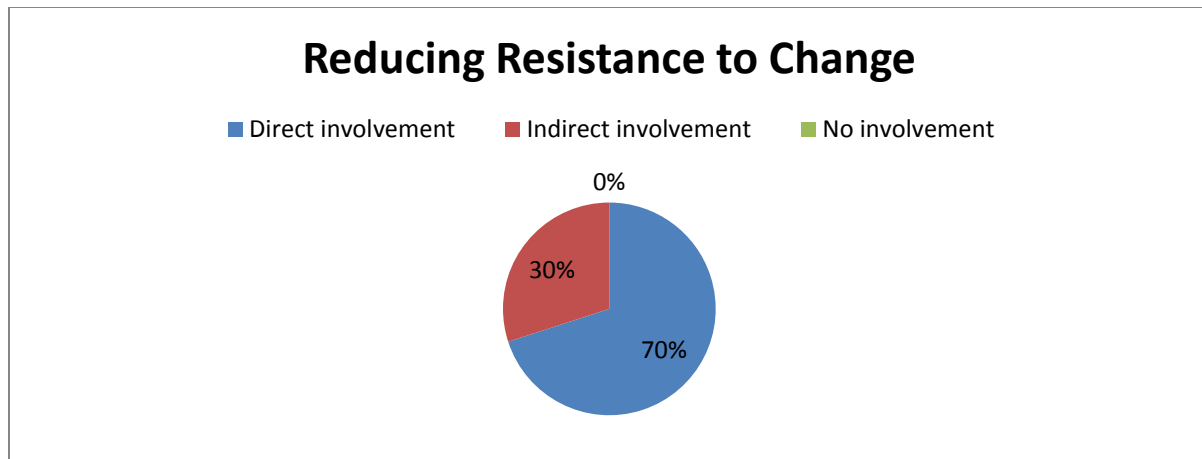 Reducing Resistance to Change
Direct involvement Indirect involvement No involvement
0%
30%
70%